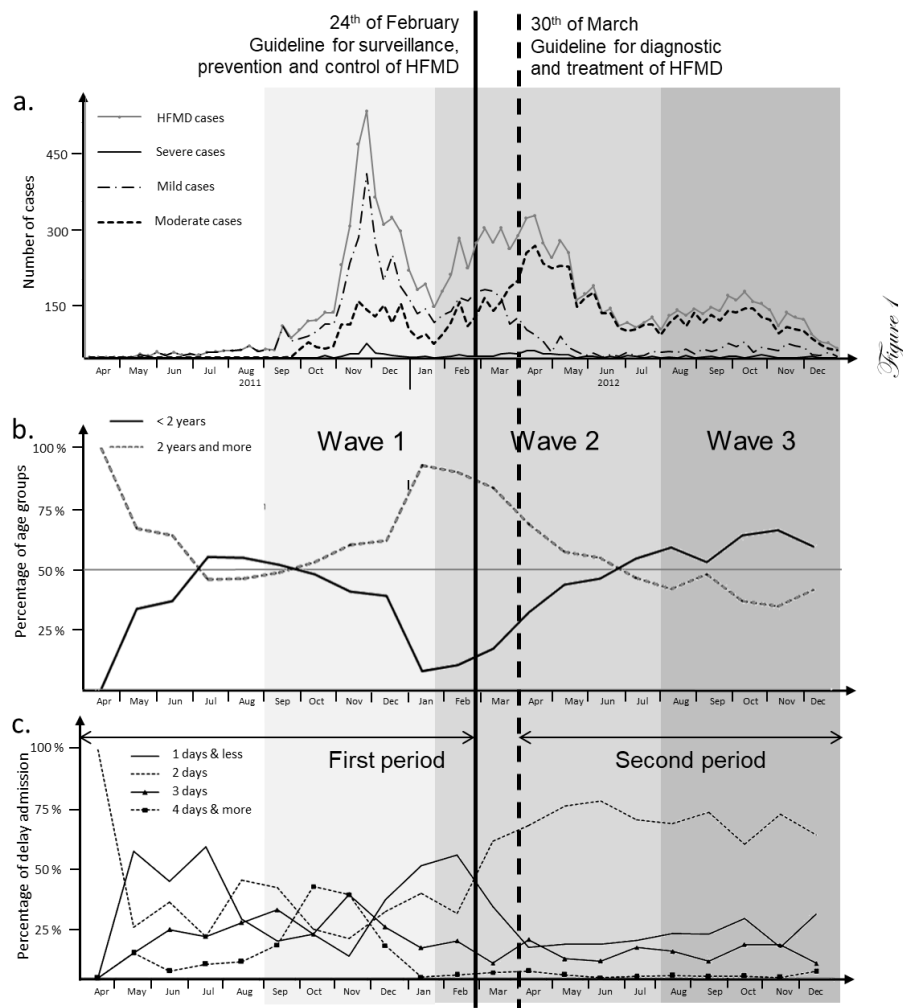 24th of February
Guideline for surveillance,
prevention and control of HFMD
30th of March
Guideline for diagnostic
and treatment of HFMD
a.
HFMD cases
Severe cases
Mild cases
Moderate cases
Number of cases
450
300
150
Apr May Jun Jul Aug Sep Oct Nov Dec Jan Feb Mar Apr May Jun Jul Aug Sep Oct Nov Dec
2011 2012
Figure 1
b.
< 2 years
2 years and more
Wave 1 Wave 2 Wave 3
Percentage of age groups
100 %
75 %
50 %
25 %
Apr May Jun Jul Aug Sep Oct Nov Dec Jan Feb Mar Apr May Jun Jul Aug Sep Oct Nov Dec
c.
First period Second period
1 days & less
2 days
3 days
4 days & more
Percentage of delay admission
100 %
75 %
50 %
25 %
Apr May Jun Jul Aug Sep Oct Nov Dec Jan Feb Mar Apr May Jun Jul Aug Sep Oct Nov Dec